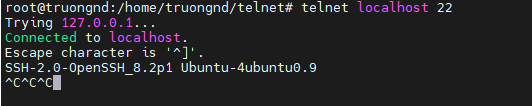 root@truongnd:/home/truongnd/telnet# telnet localhost 22
Trying 127.0.0.1...
Connected to localhost.
Escape character is '^]'.
SSH-2.0-OpenSSH_8.2p1 Ubuntu-4ubuntu0.9
^C^C^C